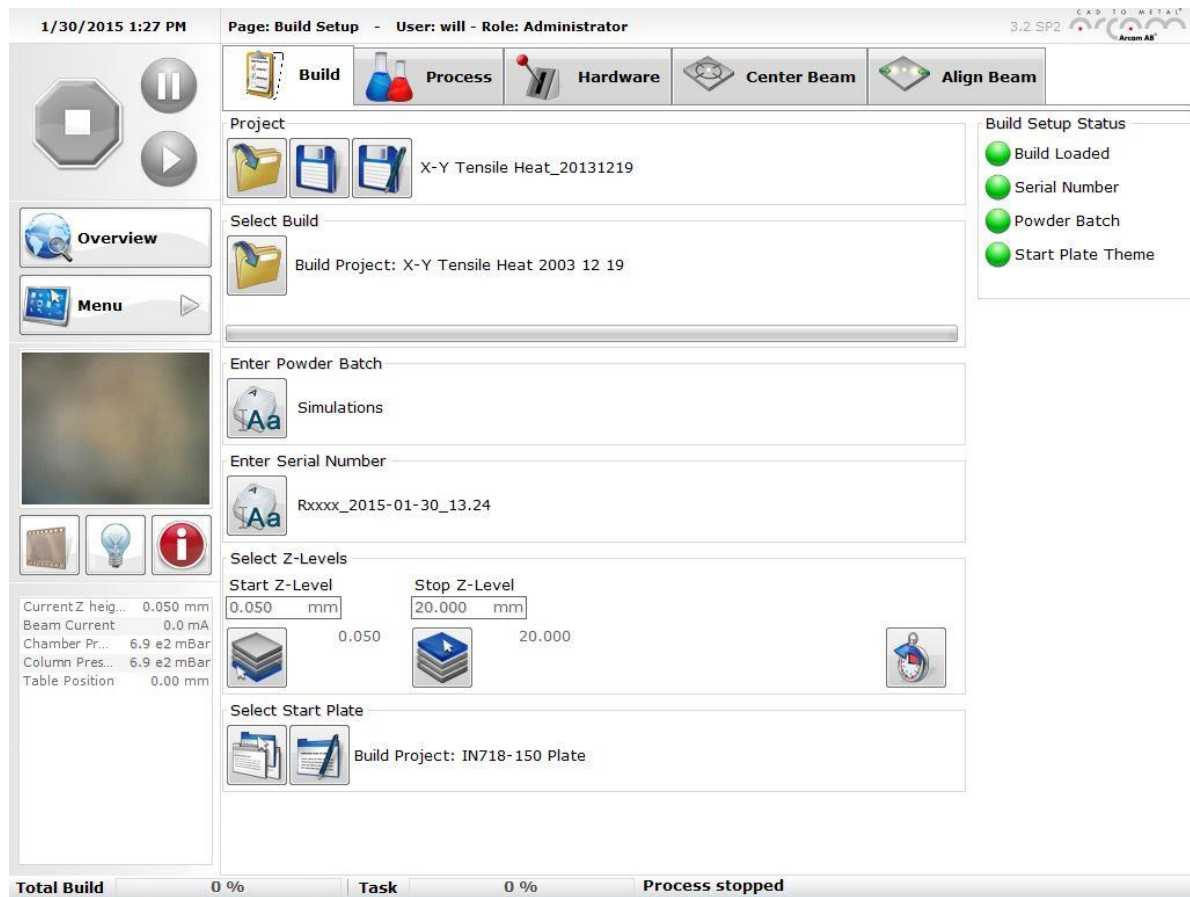 1/30/2015 1:27 PM
Page: Build Setup - User: will - Role: Administrator
3.2 SP2
CAD TO METAL®
Arcam
Arcam AB®
Build
Process
Hardware
Center Beam
Align Beam
Project
X-Y Tensile Heat_20131219
Select Build
Build Project: X-Y Tensile Heat 2003 12 19
Enter Powder Batch
Aa
Simulations
Enter Serial Number
Aa
Rxxxx_2015-01-30_13.24
Select Z-Levels
Start Z-Level
Stop Z-Level
0.050 mm
20.000 mm
0.050
20.000
Select Start Plate
Build Project: IN718-150 Plate
Build Setup Status
Build Loaded
Serial Number
Powder Batch
Start Plate Theme
Overview
Menu
Current Z heig... 0.050 mm
Beam Current 0.0 mA
Chamber Pr... 6.9 e2 mBar
Column Pres... 6.9 e2 mBar
Table Position 0.00 mm
Total Build 0 % Task 0 % Process stopped